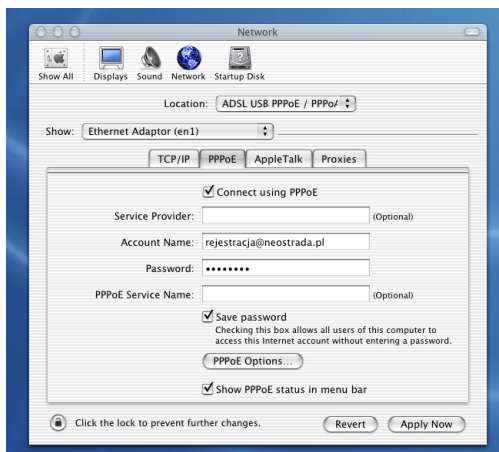 Network
Show All Displays Sound Network Startup Disk
Location: ADSL USB PPPoE / PPPoA
Show: Ethernet Adaptor (en1)
TCP/IP PPPoE AppleTalk Proxies
Connect using PPPoE
Service Provider: (Optional)
Account Name: rejestracja@neostrada.pl
Password: ••••••••
PPPoE Service Name: (Optional)
Save password
Checking this box allows all users of this computer to
access this Internet account without entering a password.
PPPoE Options...
Show PPPoE status in menu bar
Click the lock to prevent further changes. Revert Apply Now